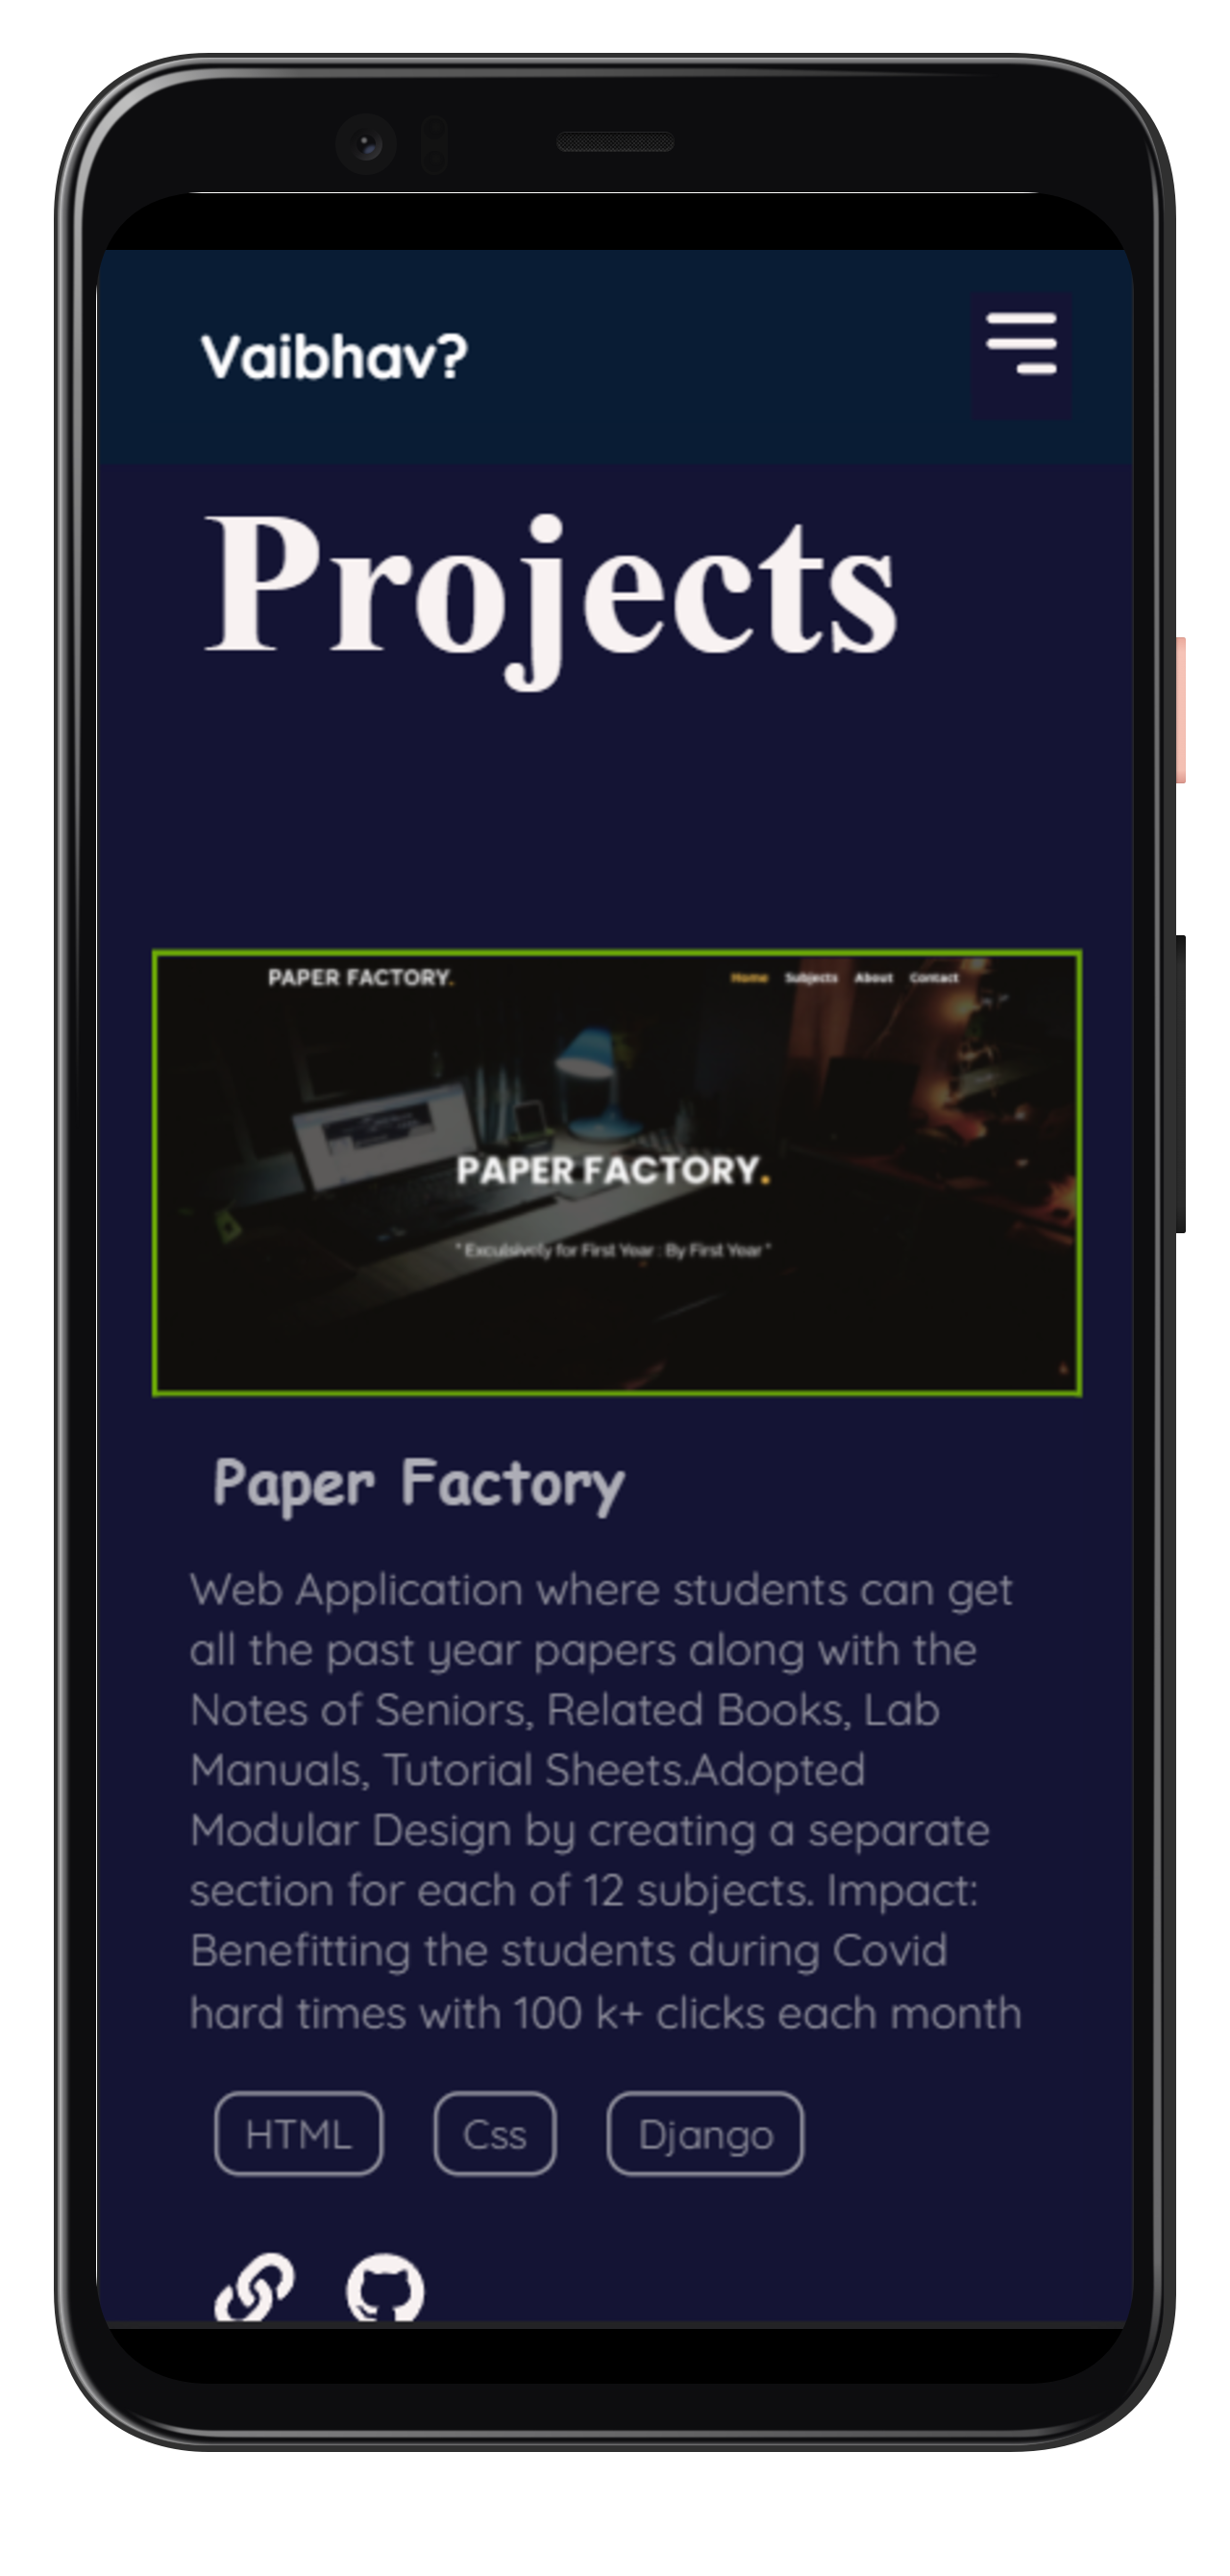 Vaibhav?
Projects
PAPER FACTORY.
Home Subjects About Contact
PAPER FACTORY.
" Exculsively for First Year : By First Year "
Paper Factory
Web Application where students can get
all the past year papers along with the
Notes of Seniors, Related Books, Lab
Manuals, Tutorial Sheets.Adopted
Modular Design by creating a separate
section for each of 12 subjects. Impact:
Benefitting the students during Covid
hard times with 100 k+ clicks each month
HTML Css Django